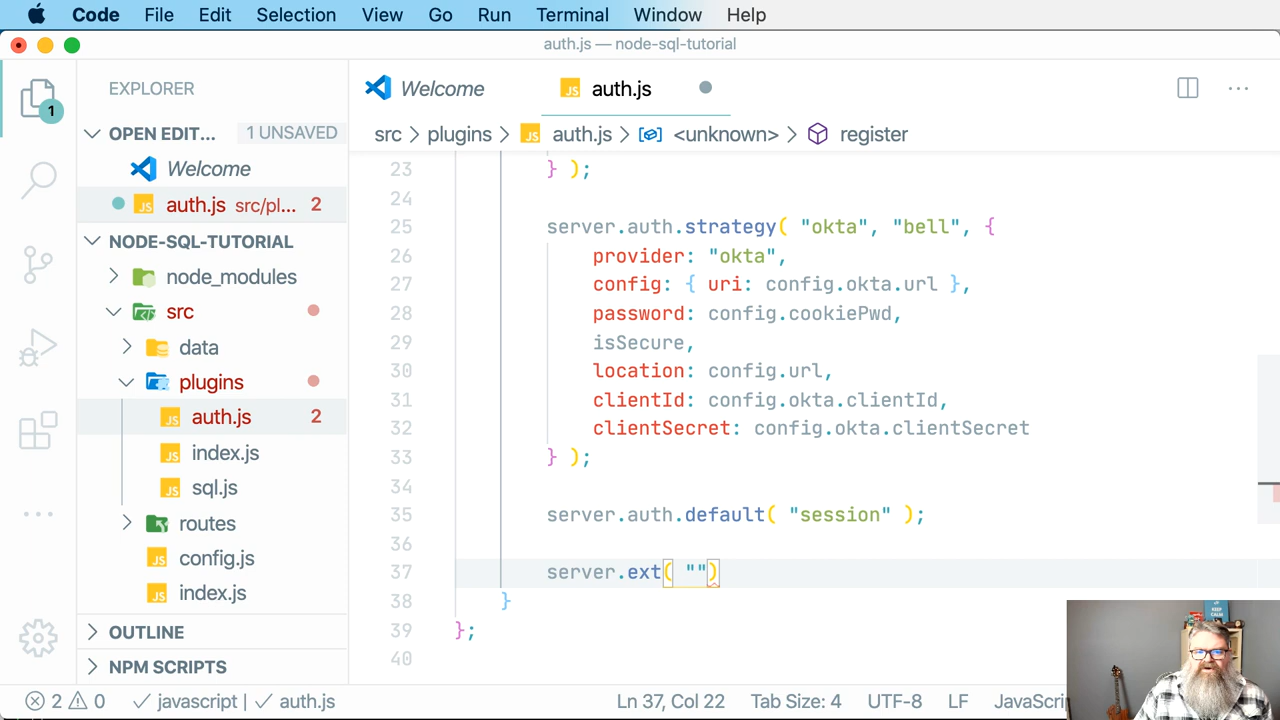 Code File Edit Selection View Go Run Terminal Window Help
auth.js — node-sql-tutorial
EXPLORER
Welcome
auth.js
OPEN EDIT... 1 UNSAVED
src plugins auth.js <unknown> register
Welcome
auth.js src/pl... 2
NODE-SQL-TUTORIAL
node_modules
src
data
plugins
auth.js 2
index.js
sql.js
routes
config.js
index.js
OUTLINE
NPM SCRIPTS
1
23 } );
24
25 server.auth.strategy( "okta", "bell", {
26 provider: "okta",
27 config: { uri: config.okta.url },
28 password: config.cookiePwd,
29 isSecure,
30 location: config.url,
31 clientId: config.okta.clientId,
32 clientSecret: config.okta.clientSecret
33 } );
34
35 server.auth.default( "session" );
36
37 server.ext( "")
38 }
39 };
40
2 0 javascript | auth.js Ln 37, Col 22 Tab Size: 4 UTF-8 LF JavaScri
KEEP
CALM